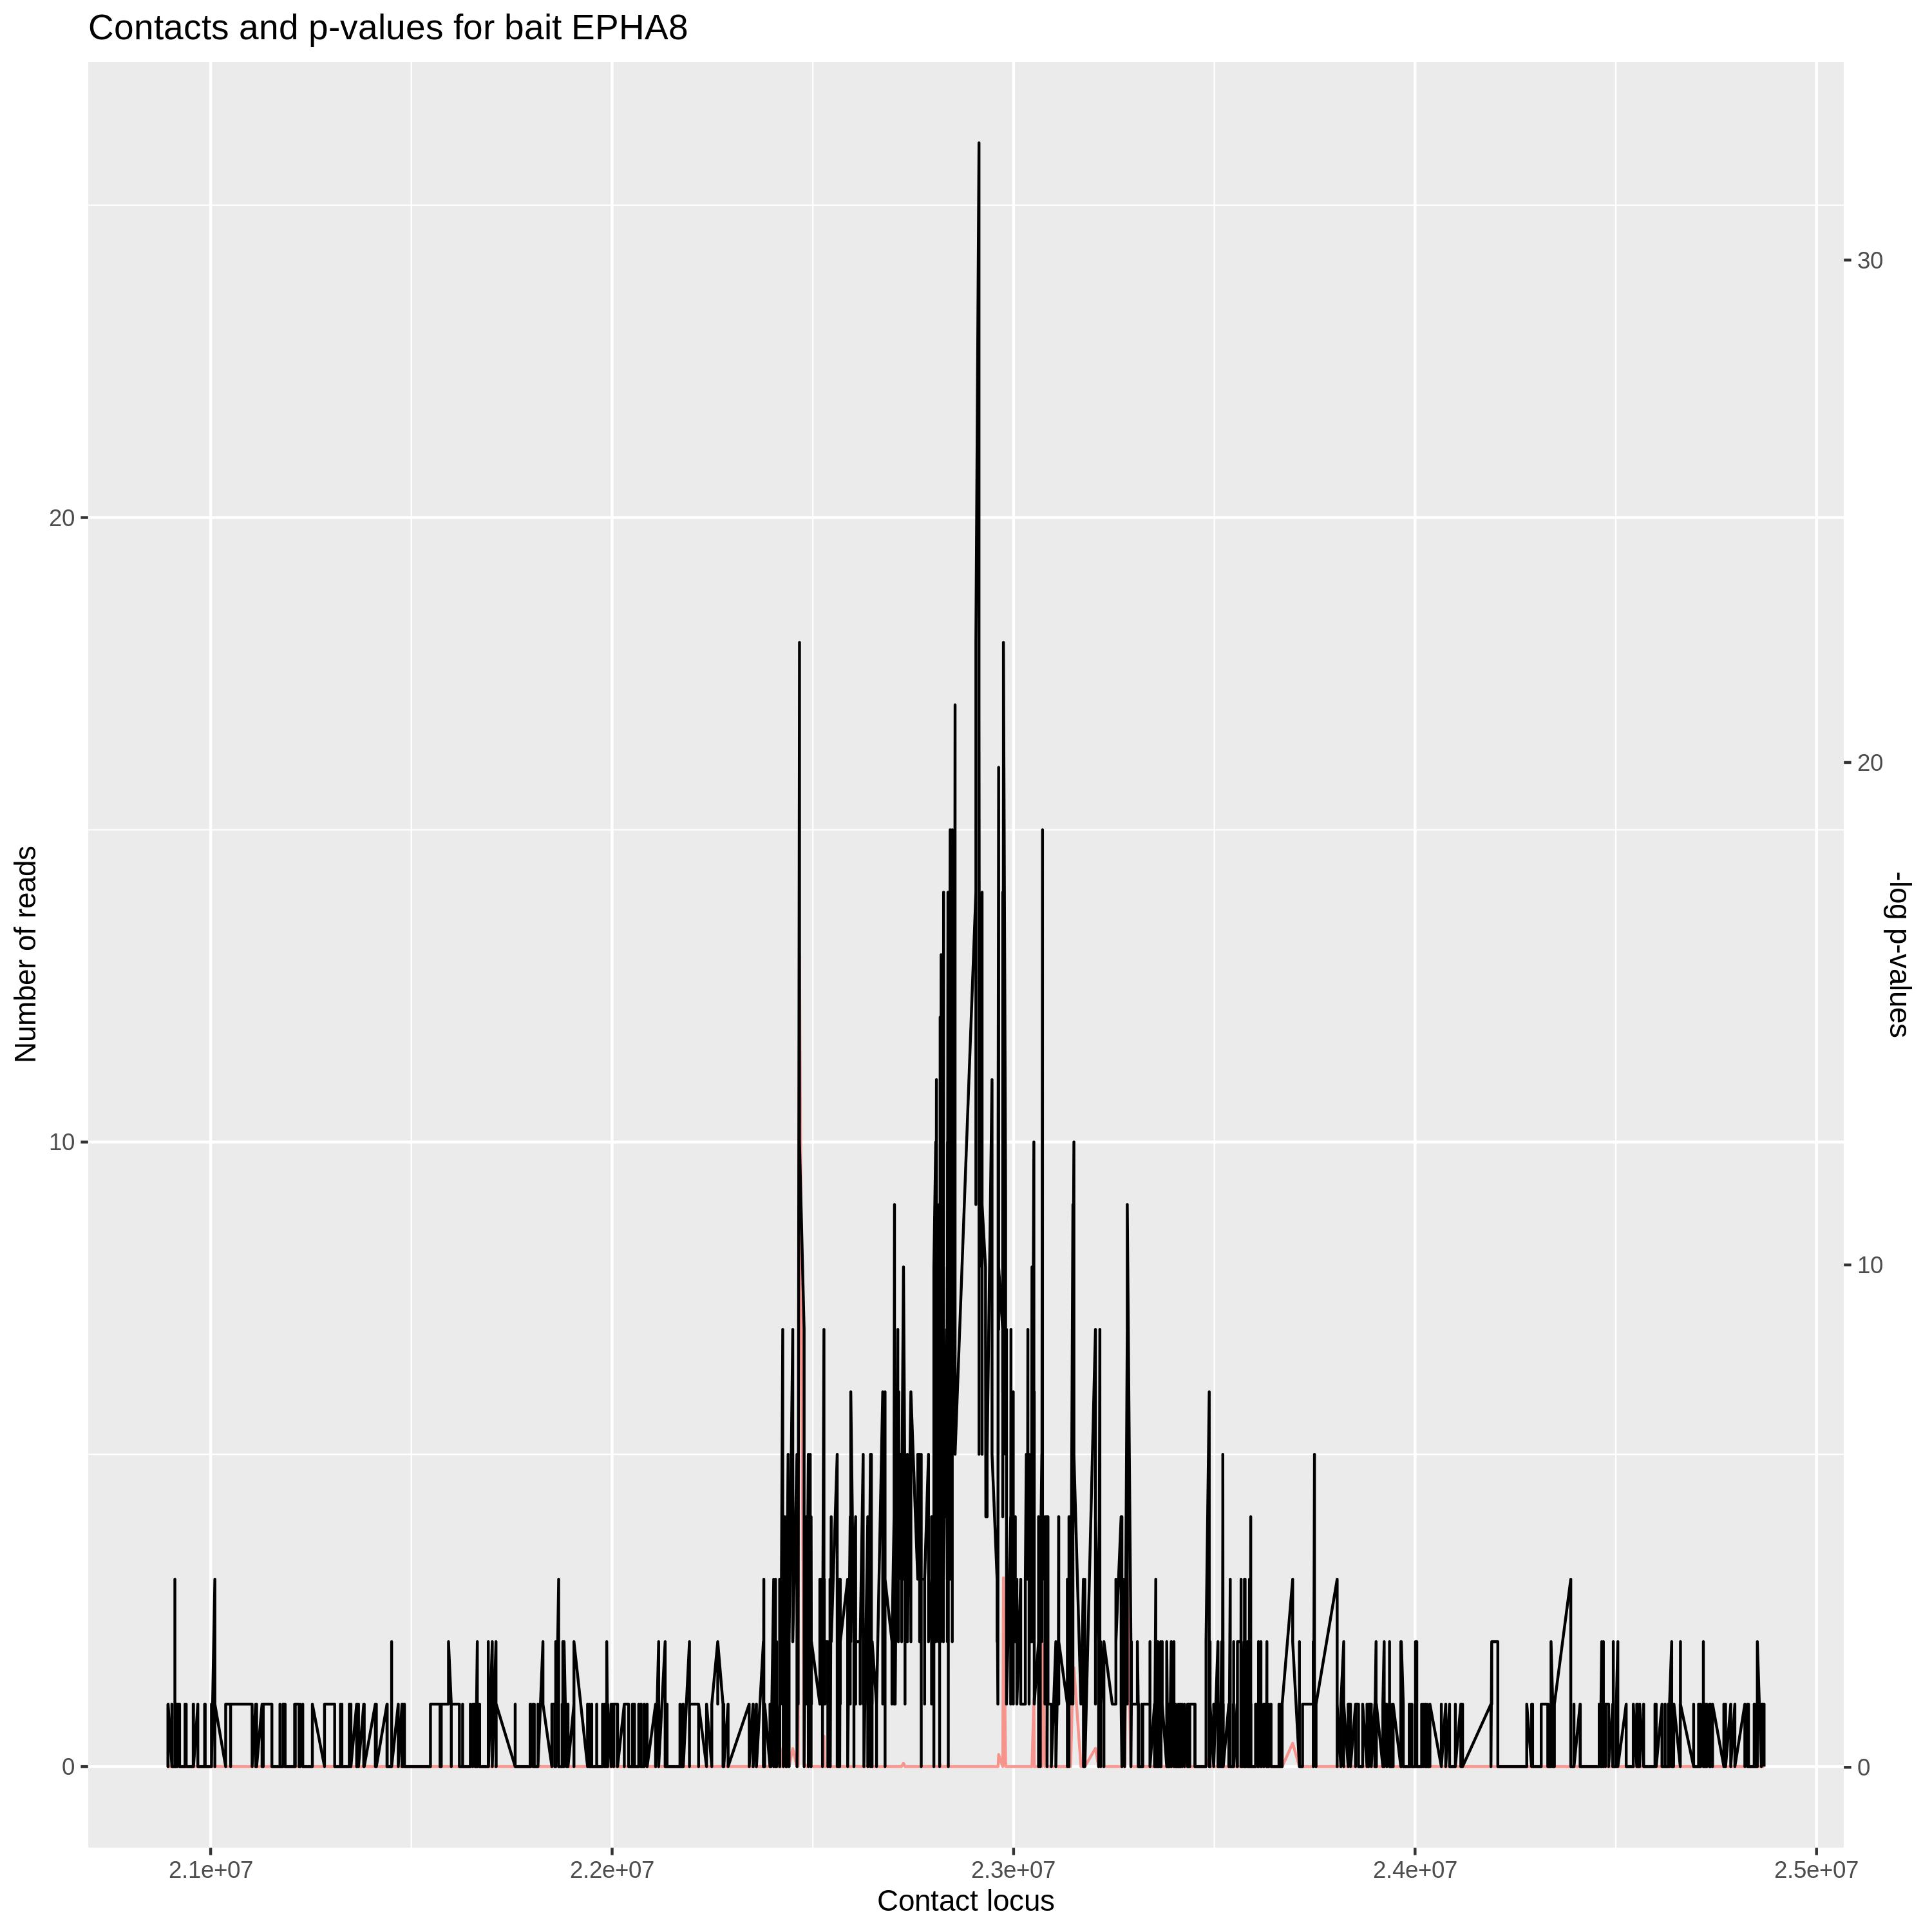 Contacts and p-values for bait EPHA8
Number of reads
20
10
0
30
20
10
0
-log p-values
2.1e+07 2.2e+07 2.3e+07 2.4e+07 2.5e+07
Contact locus